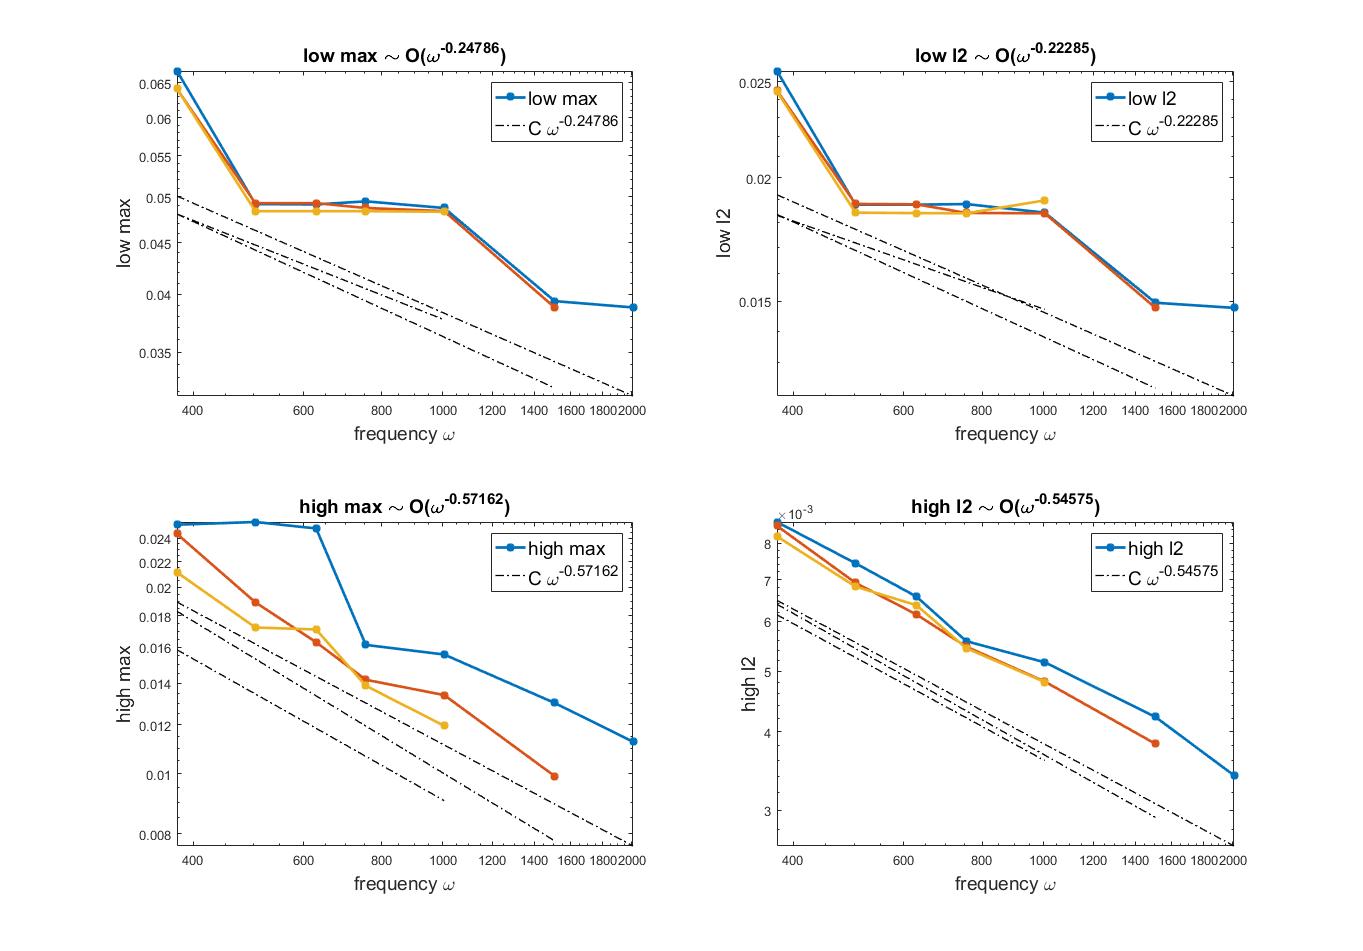 low max ∼ O(ω^-0.24786)
low max
C ω^-0.24786
0.065
0.06
0.055
0.05
0.045
0.04
0.035
low max
400 600 800 1000 1200 1400 1600 1800 2000
frequency ω
low l2 ∼ O(ω^-0.22285)
low l2
C ω^-0.22285
0.025
0.02
0.015
low l2
400 600 800 1000 1200 1400 1600 1800 2000
frequency ω
high max ∼ O(ω^-0.57162)
high max
C ω^-0.57162
0.024
0.022
0.02
0.018
0.016
0.014
0.012
0.01
0.008
high max
400 600 800 1000 1200 1400 1600 1800 2000
frequency ω
high l2 ∼ O(ω^-0.54575)
×10^-3
high l2
C ω^-0.54575
8
7
6
5
4
3
high l2
400 600 800 1000 1200 1400 1600 1800 2000
frequency ω